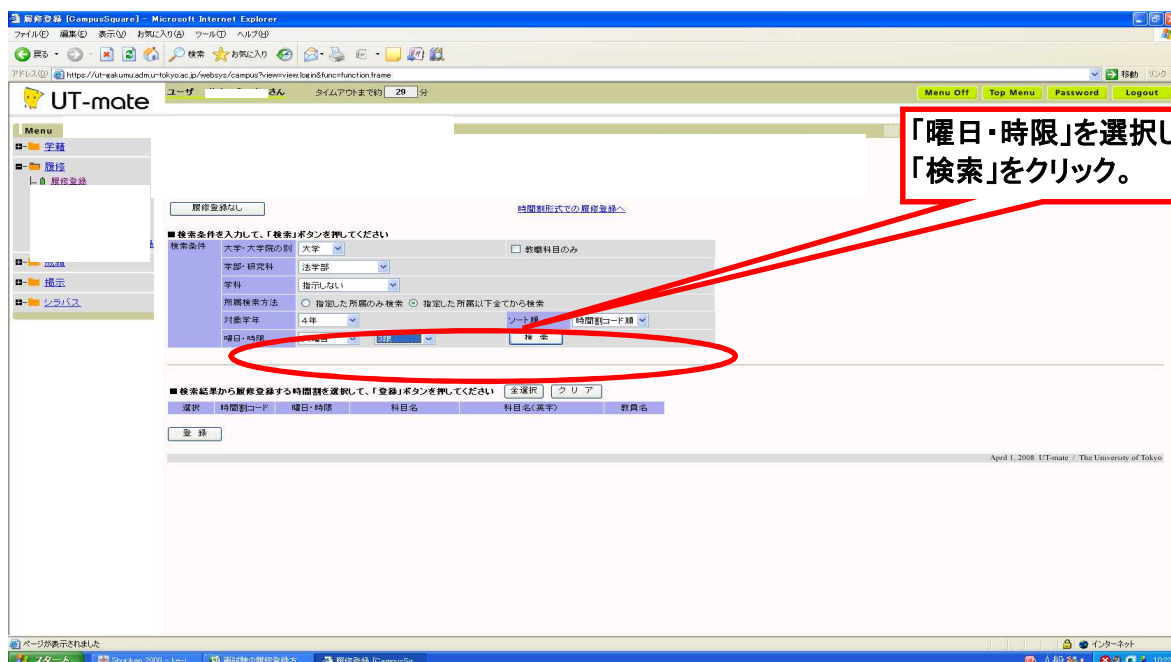 履修登録 [CampusSquare] - Microsoft Internet Explorer
ファイル(F) 編集(E) 表示(V) お気に入り(A) ツール(T) ヘルプ(H)
戻る 検索 お気に入り
アドレス(D) https://ut-gakumu.adm.u-tokyo.ac.jp/websys/campus?view=view.login&func=function.frame 移動 リンク
UT-mate
ユーザ さん タイムアウトまで約 29 分
Menu Off Top Menu Password Logout
「曜日・時限」を選択し
「検索」をクリック。
Menu
学籍
履修
履修登録
成績
掲示
シラバス
履修登録なし 時間割形式での履修登録へ
■検索条件を入力して、「検索」ボタンを押してください
検索条件 大学・大学院の別 大学 教職科目のみ
学部・研究科 法学部
学科 指示しない
所属検索方法 指定した所属のみ検索 指定した所属以下全てから検索
対象学年 4年 ソート順 時間割コード順
曜日・時限 曜日 限 検 索
■検索結果から履修登録する時間割を選択して、「登録」ボタンを押してください 全選択 クリア
選択 時間割コード 曜日・時限 科目名 科目名(英字) 教員名
登 録
April 1, 2008 UT-mate / The University of Tokyo
ページが表示されました インターネット
スタート 履修登録 [CampusSq...